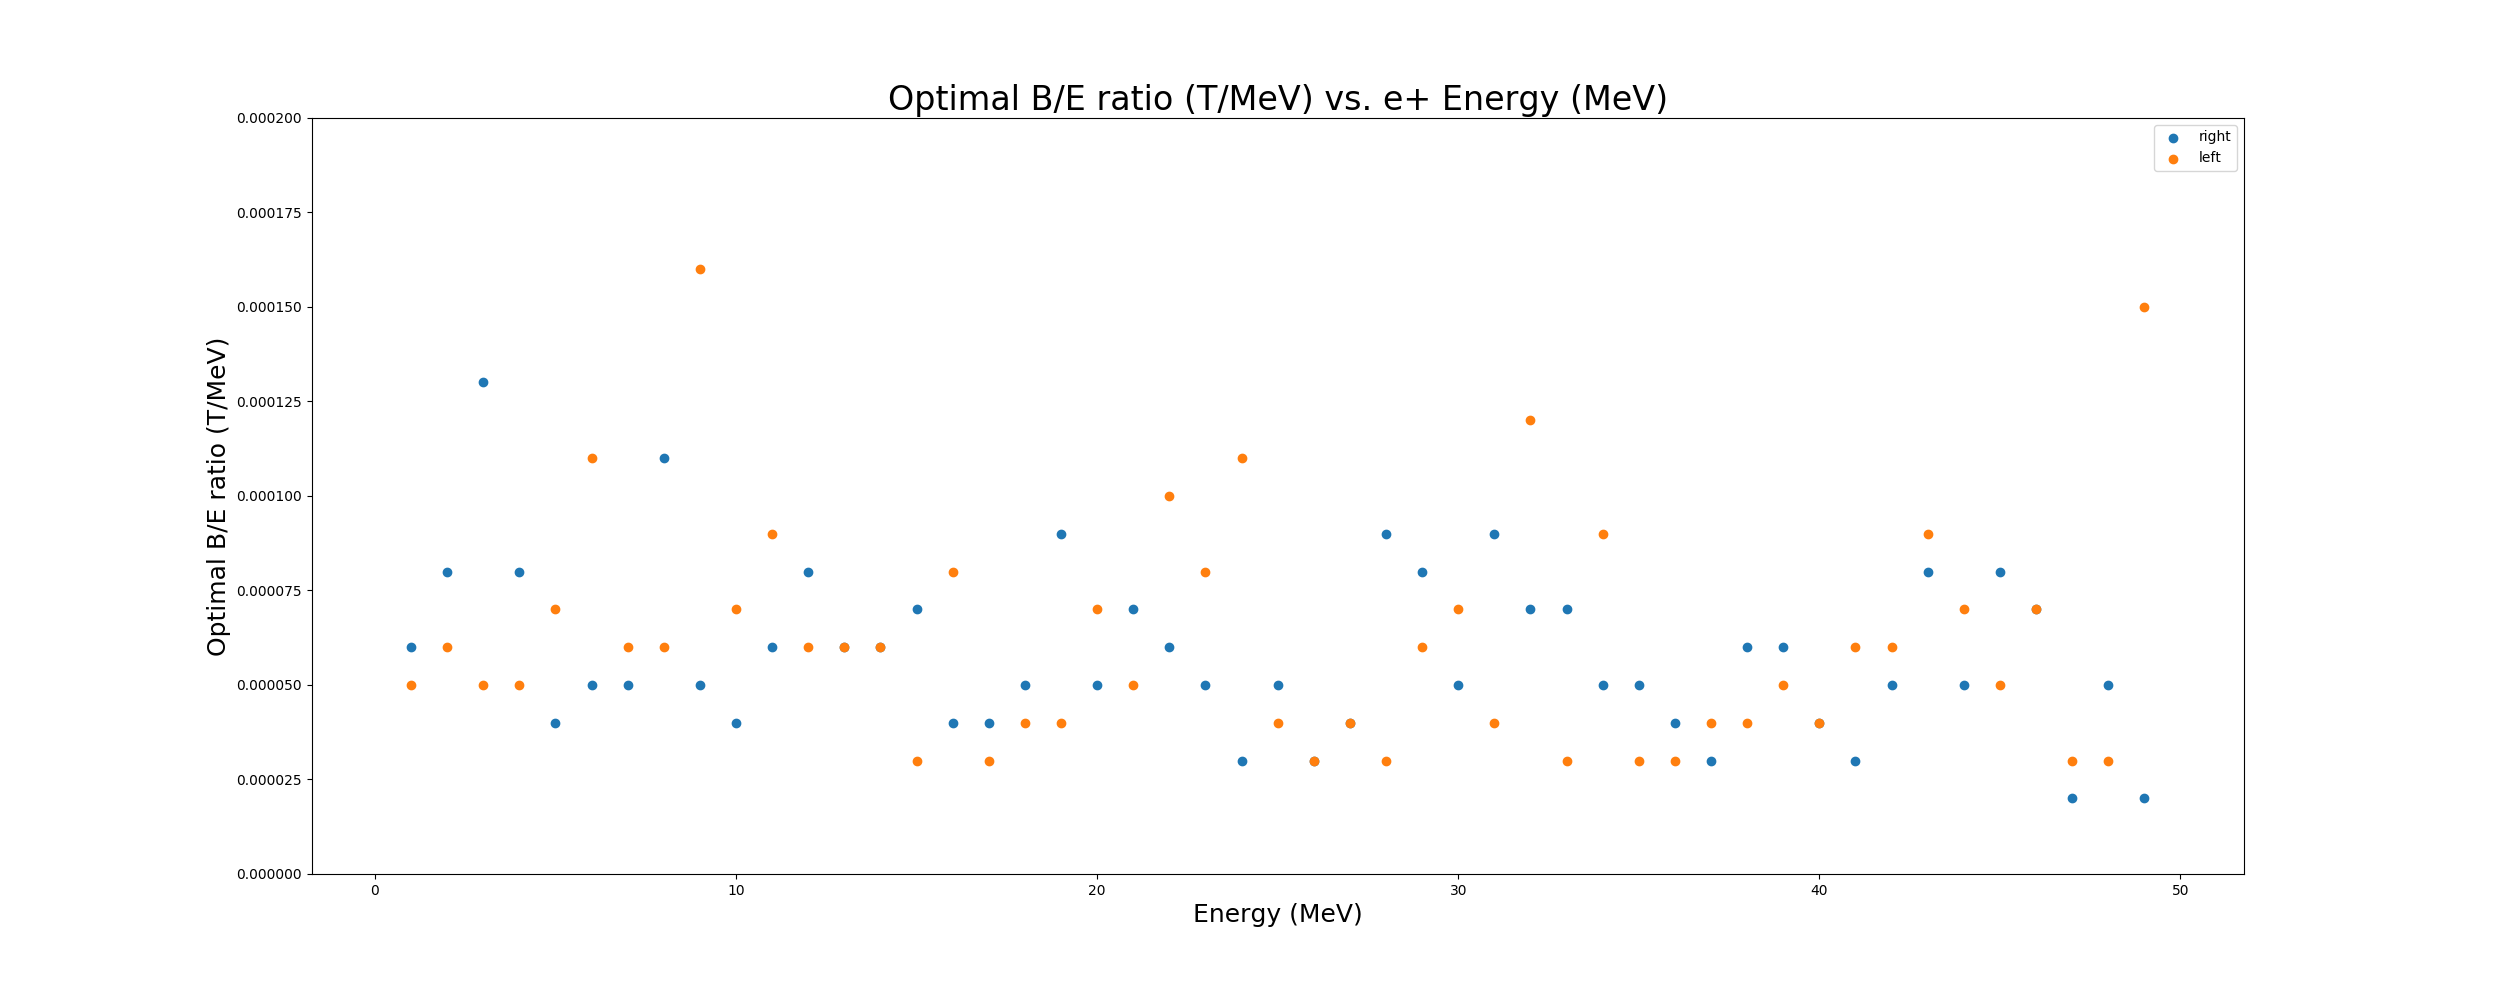 Optimal B/E ratio (T/MeV) vs. e+ Energy (MeV)
right
left
0.000200
0.000175
0.000150
0.000125
0.000100
0.000075
0.000050
0.000025
0.000000
Optimal B/E ratio (T/MeV)
0 10 20 30 40 50
Energy (MeV)